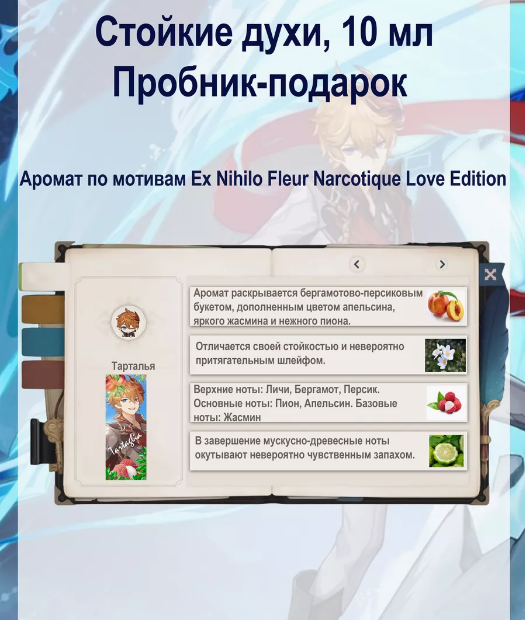 Стойкие духи, 10 мл
Пробник-подарок
Аромат по мотивам Ex Nihilo Fleur Narcotique Love Edition
Аромат раскрывается бергамотово-персиковым
букетом, дополненным цветом апельсина,
яркого жасмина и нежного пиона.
Отличается своей стойкостью и невероятно
притягательным шлейфом.
Тарталья
Tartaglia
Верхние ноты: Личи, Бергамот, Персик.
Основные ноты: Пион, Апельсин. Базовые
ноты: Жасмин
В завершение мускусно-древесные ноты
окутывают невероятно чувственным запахом.